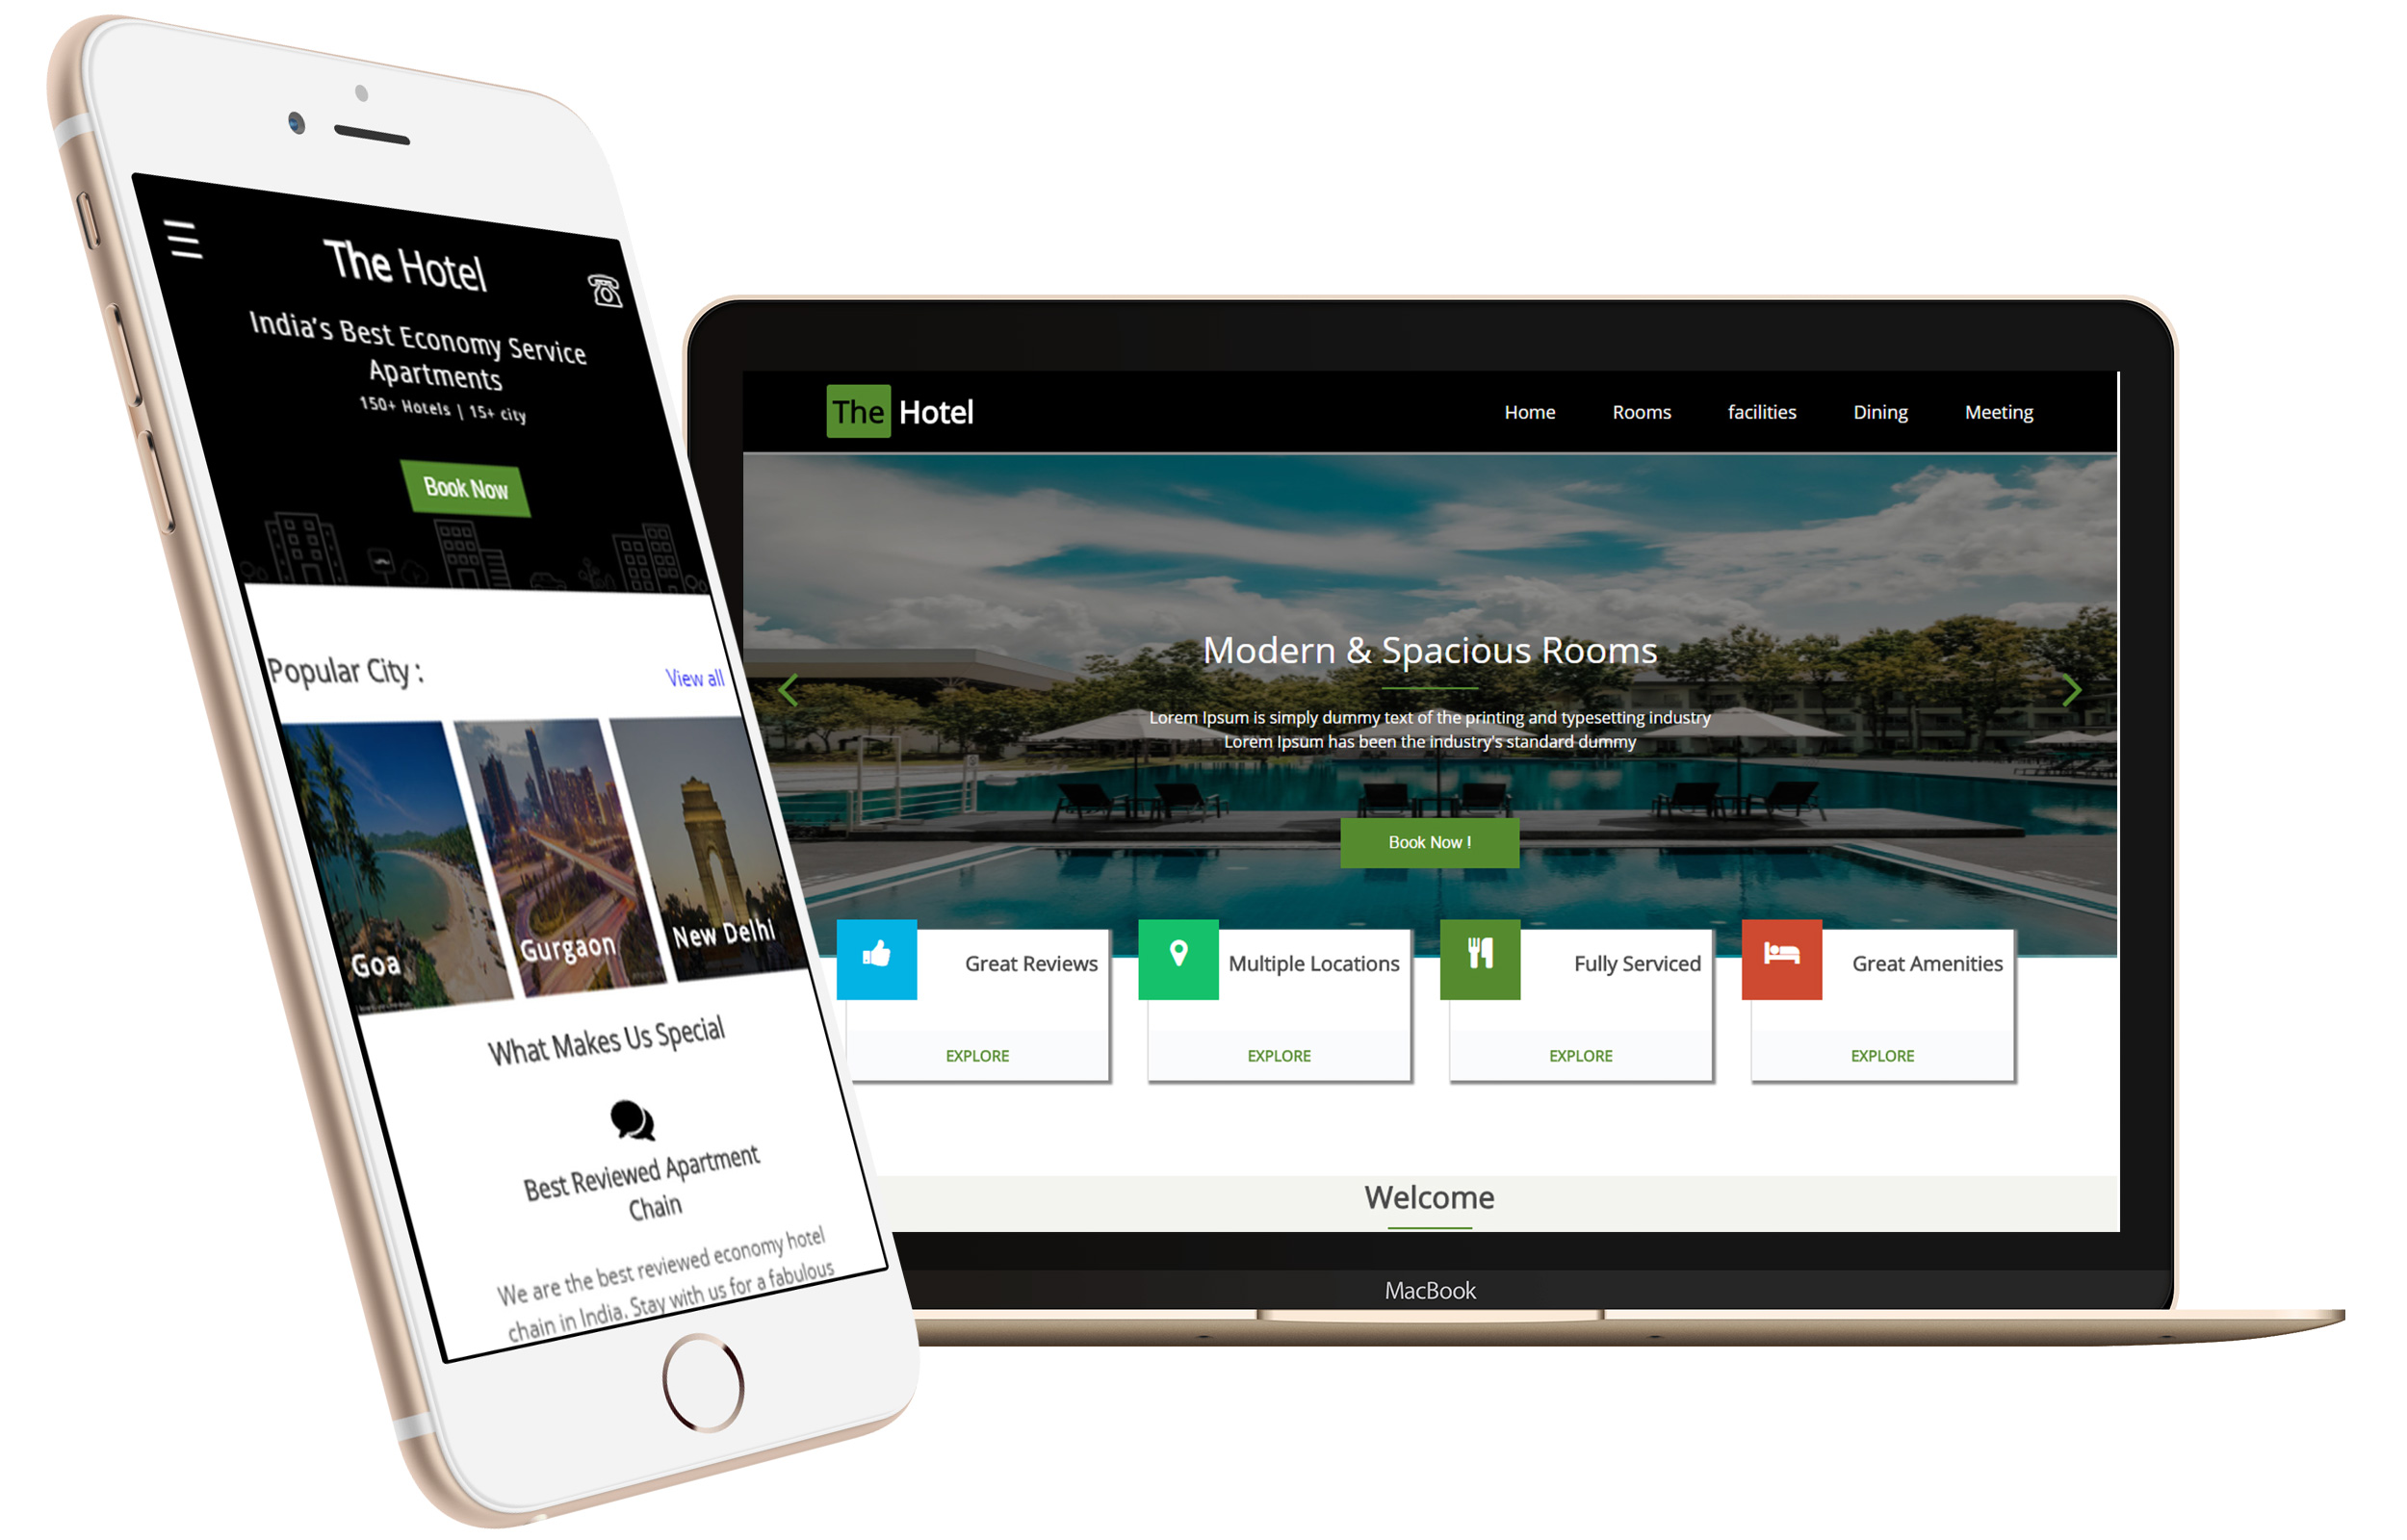 The Hotel
India's Best Economy Service
Apartments
150+ Hotels | 15+ city
Book Now
Popular City :
View all
Goa
Gurgaon
New Delhi
What Makes Us Special
Best Reviewed Apartment
Chain
We are the best reviewed economy hotel
chain in India. Stay with us for a fabulous
The Hotel
Home
Rooms
facilities
Dining
Meeting
Modern & Spacious Rooms
Lorem Ipsum is simply dummy text of the printing and typesetting industry
Lorem Ipsum has been the industry's standard dummy
Book Now !
Great Reviews
EXPLORE
Multiple Locations
EXPLORE
Fully Serviced
EXPLORE
Great Amenities
EXPLORE
Welcome
MacBook